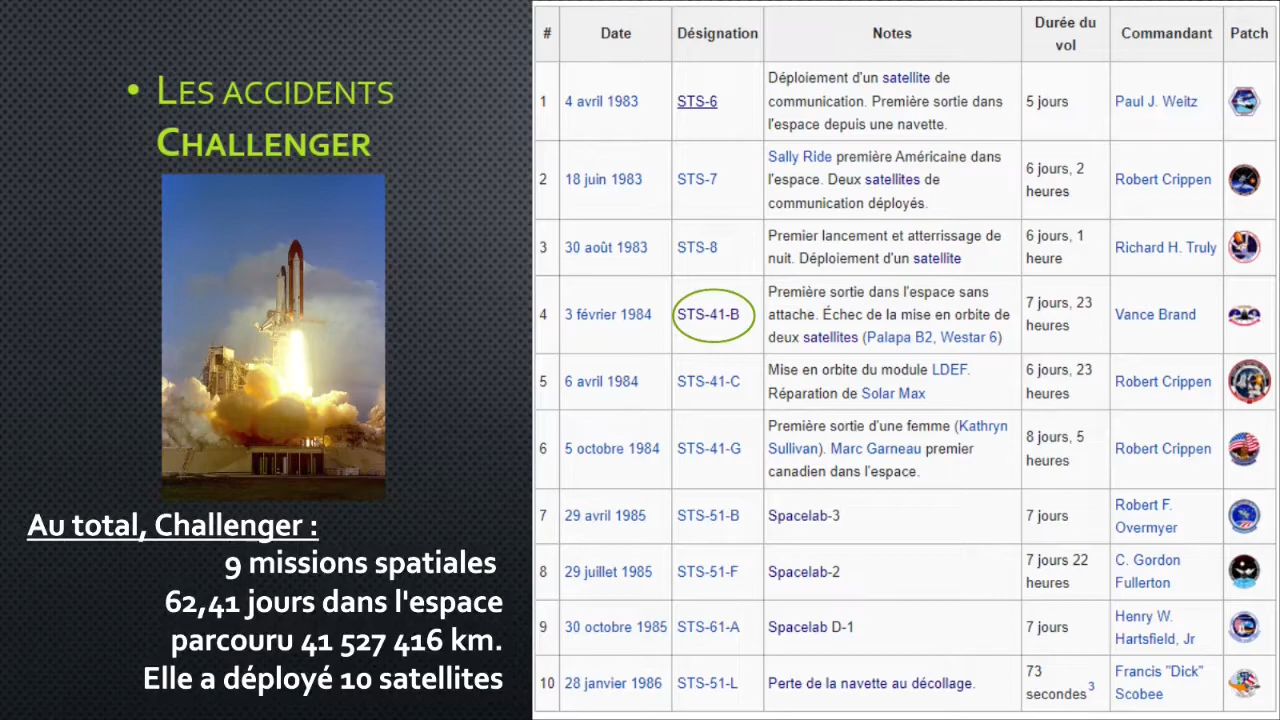 • Les accidents
Challenger
Au total, Challenger :
9 missions spatiales
62,41 jours dans l'espace
parcouru 41 527 416 km.
Elle a déployé 10 satellites
# Date Désignation Notes Durée du vol Commandant Patch
1 4 avril 1983 STS-6 Déploiement d'un satellite de communication. Première sortie dans l'espace depuis une navette. 5 jours Paul J. Weitz
2 18 juin 1983 STS-7 Sally Ride première Américaine dans l'espace. Deux satellites de communication déployés. 6 jours, 2 heures Robert Crippen
3 30 août 1983 STS-8 Premier lancement et atterrissage de nuit. Déploiement d'un satellite 6 jours, 1 heure Richard H. Truly
4 3 février 1984 STS-41-B Première sortie dans l'espace sans attache. Échec de la mise en orbite de deux satellites (Palapa B2, Westar 6) 7 jours, 23 heures Vance Brand
5 6 avril 1984 STS-41-C Mise en orbite du module LDEF. Réparation de Solar Max 6 jours, 23 heures Robert Crippen
6 5 octobre 1984 STS-41-G Première sortie d'une femme (Kathryn Sullivan). Marc Garneau premier canadien dans l'espace. 8 jours, 5 heures Robert Crippen
7 29 avril 1985 STS-51-B Spacelab-3 7 jours Robert F. Overmyer
8 29 juillet 1985 STS-51-F Spacelab-2 7 jours 22 heures C. Gordon Fullerton
9 30 octobre 1985 STS-61-A Spacelab D-1 7 jours Henry W. Hartsfield, Jr
10 28 janvier 1986 STS-51-L Perte de la navette au décollage. 73 secondes3 Francis "Dick" Scobee